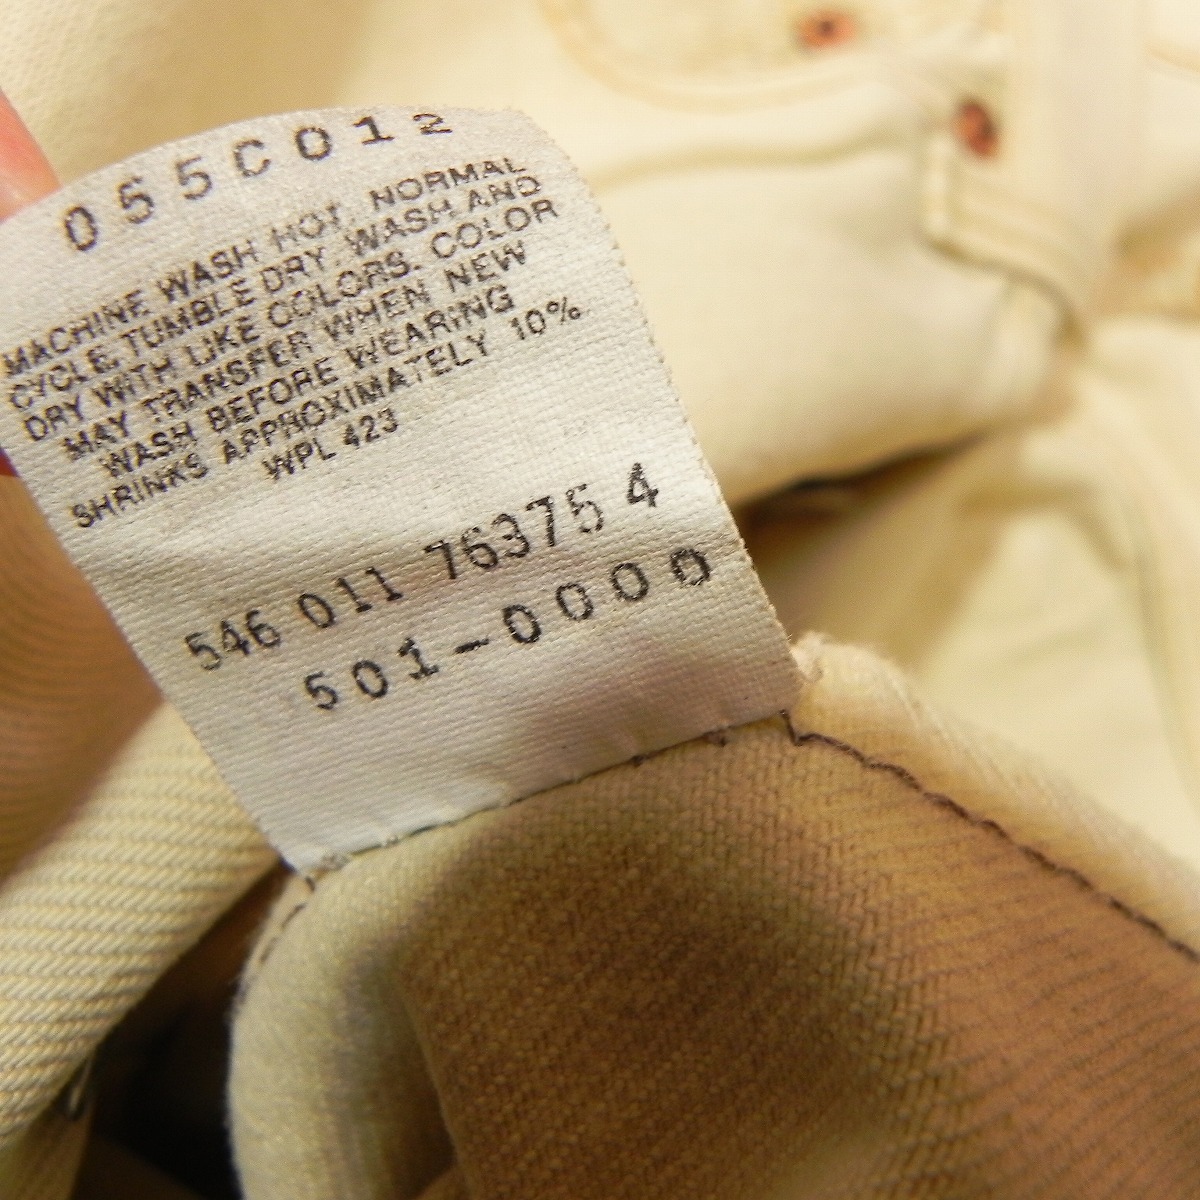 055C012
MACHINE WASH HOT, NORMAL
CYCLE, TUMBLE DRY. WASH AND
DRY WITH LIKE COLORS. COLOR
MAY TRANSFER WHEN NEW
WASH BEFORE WEARING
SHRINKS APPROXIMATELY 10%
WPL 423
546 011 76375 4
501-0000